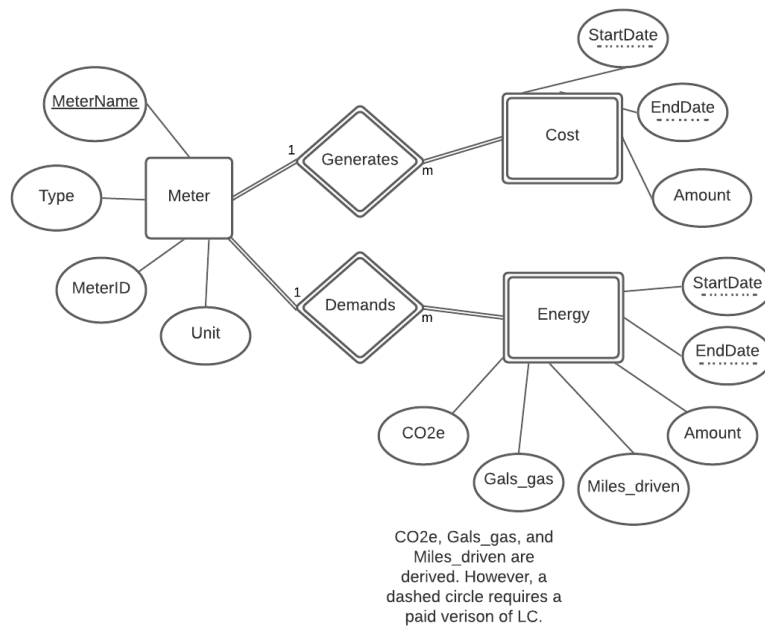 StartDate
MeterName
EndDate
Cost
1
Generates
m
Type
Meter
Amount
MeterID
Unit
1
Demands
m
Energy
StartDate
EndDate
CO2e
Amount
Gals_gas
Miles_driven
CO2e, Gals_gas, and
Miles_driven are
derived. However, a
dashed circle requires a
paid verison of LC.